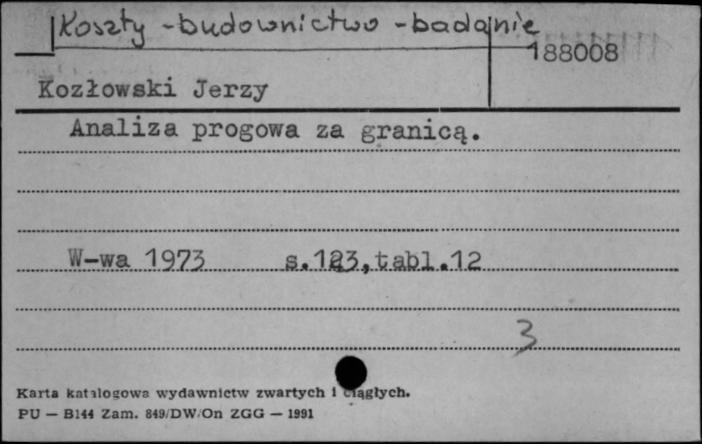 Koszty - budownictwo - badanie
188008
Kozłowski Jerzy
Analiza progowa za granicą.
W-wa 1973 s.123, tabl.12
3
Karta katalogowa wydawnictw zwartych i ciągłych.
PU — B144 Zam. 849/DW/On ZGG — 1991